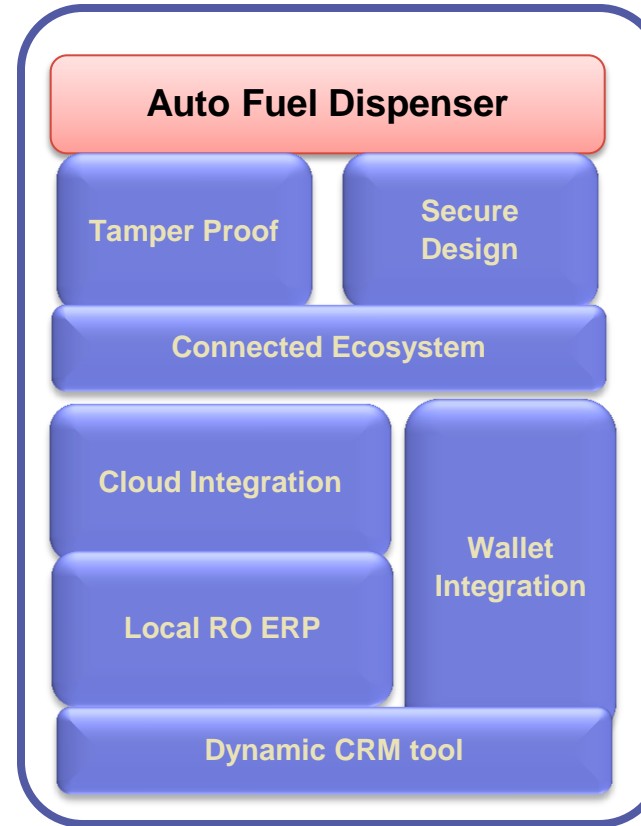 Auto Fuel Dispenser
Tamper Proof
Secure
Design
Connected Ecosystem
Cloud Integration
Wallet
Integration
Local RO ERP
Dynamic CRM tool